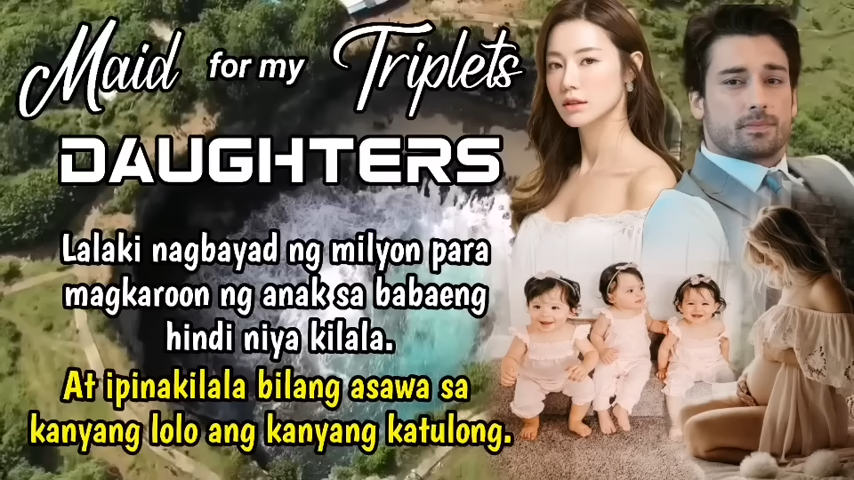 Maid for my Triplets
DAUGHTERS
Lalaki nagbayad ng milyon para
magkaroon ng anak sa babaeng
hindi niya kilala.
At ipinakilala bilang asawa sa
kanyang lolo ang kanyang katulong.